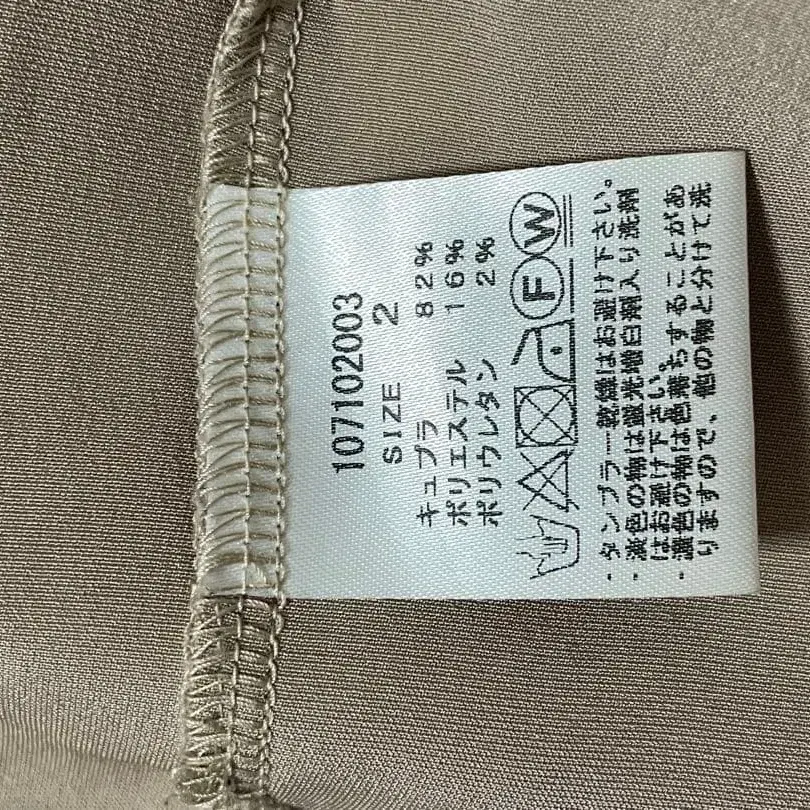 107102003
SIZE 2
キュプラ 82%
ポリエステル 16%
ポリウレタン 2%
F W
・タンブラー乾燥はお避け下さい。
・淡色の物は蛍光増白剤入り洗剤
はお避け下さい。
・濃色の物は色落ちすることがあ
りますので、他の物と分けて洗